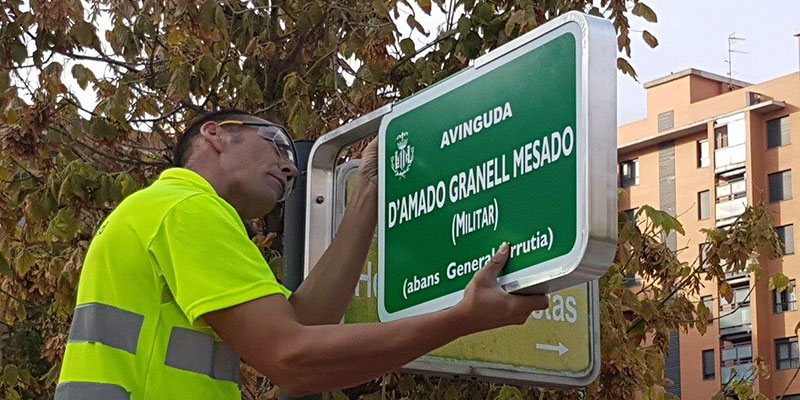 AVINGUDA
D'AMADO GRANELL MESADO
(MILITAR)
(abans General Urrutia)